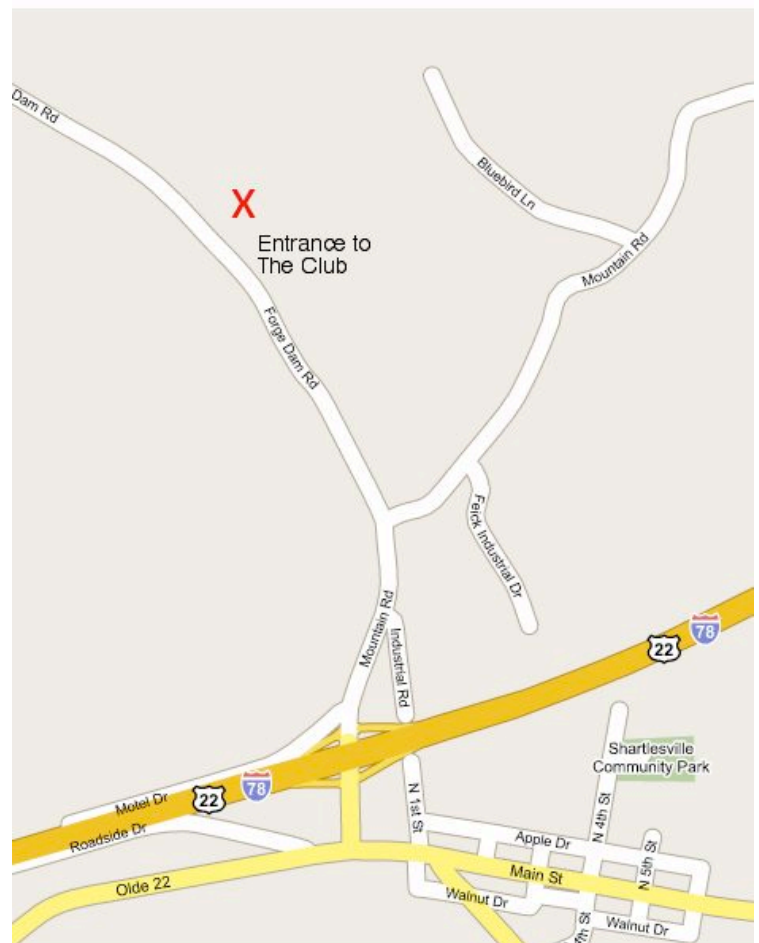 Dam Rd
Bluebird Ln
X
Mountain Rd
Entrance to
The Club
Forge Dam Rd
Feick Industrial Dr
Mountain Rd
Industrial Rd
78
22
Shartlesville
Community Park
78
22
Motel Dr
N 1st St
N 4th St
Roadside Dr
Apple Dr
N 5th St
Main St
Olde 22
Walnut Dr
Walnut Dr